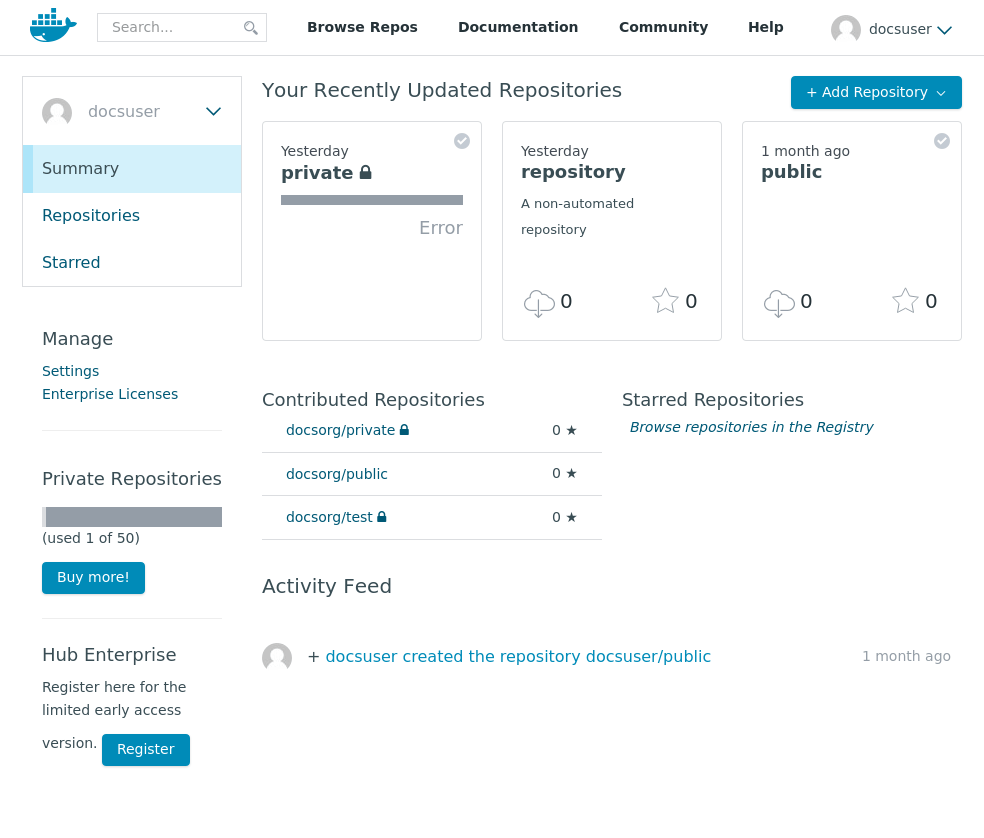 Search...
Browse Repos
Documentation
Community
Help
docsuser
docsuser
Summary
Repositories
Starred
Manage
Settings
Enterprise Licenses
Private Repositories
(used 1 of 50)
Buy more!
Hub Enterprise
Register here for the
limited early access
version.
Register
Your Recently Updated Repositories
+ Add Repository
Yesterday
private
Error
Yesterday
repository
A non-automated
repository
0
0
1 month ago
public
0
0
Contributed Repositories
docsorg/private 0 ★
docsorg/public 0 ★
docsorg/test 0 ★
Starred Repositories
Browse repositories in the Registry
Activity Feed
+ docsuser created the repository docsuser/public
1 month ago